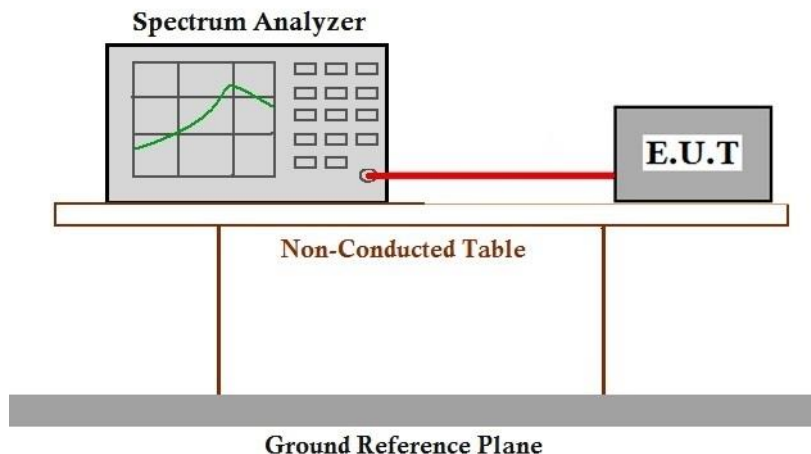 Spectrum Analyzer
E.U.T
Non-Conducted Table
Ground Reference Plane